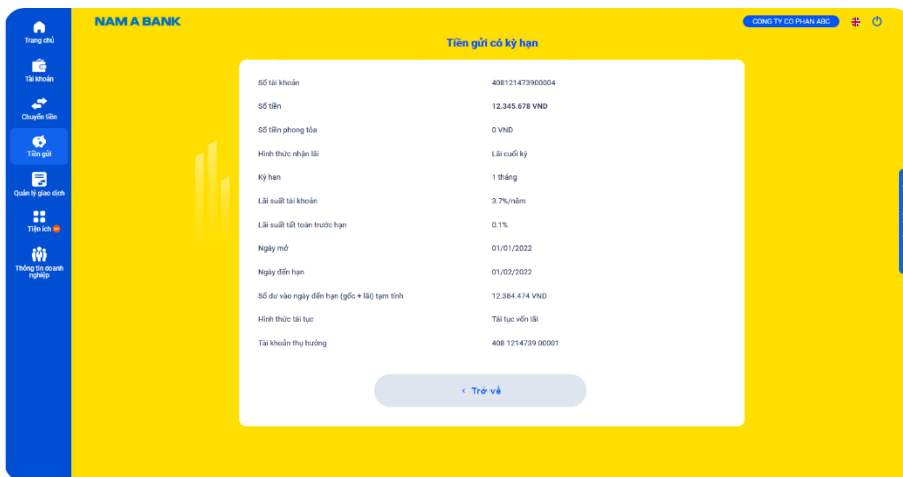 NAM A BANK
CONG TY CO PHAN ABC
Trang chủ
Tài khoản
Chuyển tiền
Tiền gửi
Quản lý giao dịch
Tiện ích
Thông tin doanh
nghiệp
Tiền gửi có kỳ hạn
Số tài khoản 408121473900004
Số tiền 12.345.678 VND
Số tiền phong tỏa 0 VND
Hình thức nhận lãi Lãi cuối kỳ
Kỳ hạn 1 tháng
Lãi suất tài khoản 3.7%/năm
Lãi suất tất toán trước hạn 0.1%
Ngày mở 01/01/2022
Ngày đến hạn 01/02/2022
Số dư vào ngày đến hạn (gốc + lãi) tạm tính 12.384.474 VND
Hình thức tái tục Tái tục vốn lãi
Tài khoản thụ hưởng 408 1214739 00001
< Trở về